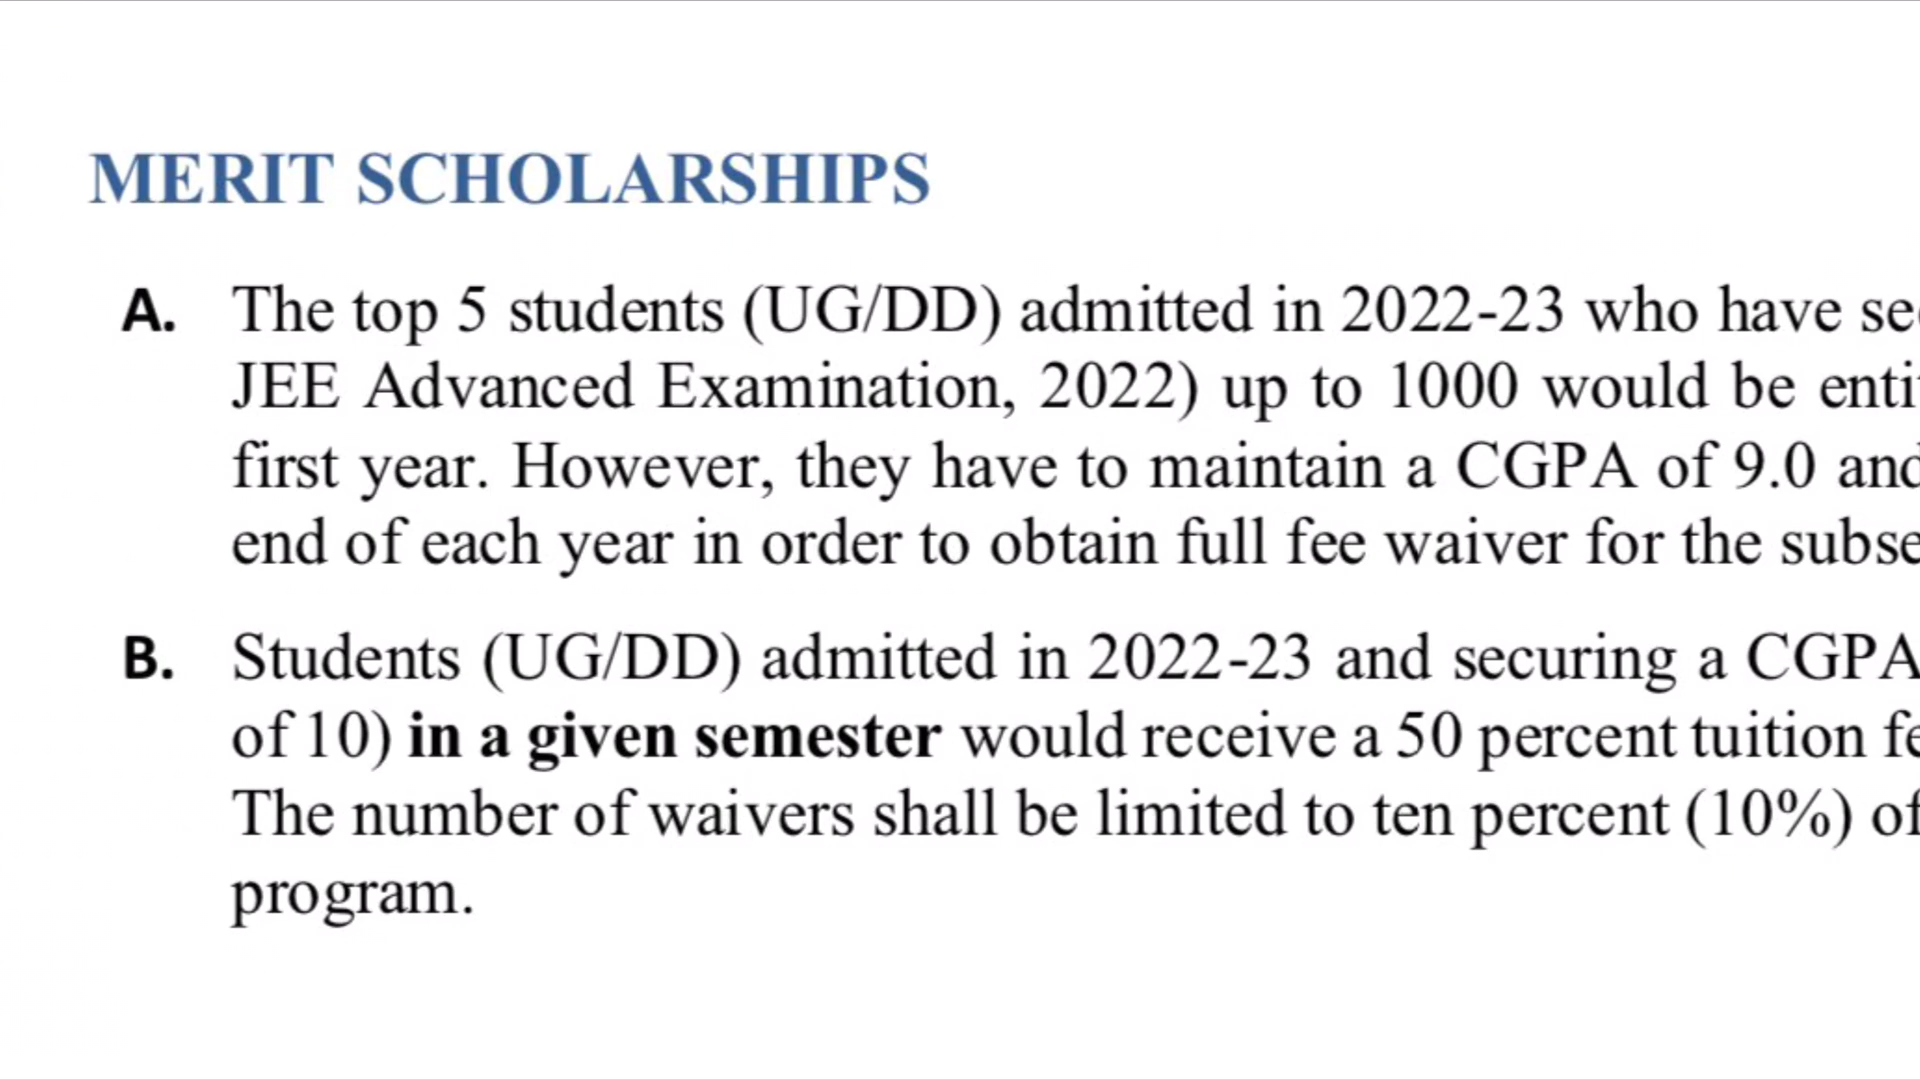 MERIT SCHOLARSHIPS
A. The top 5 students (UG/DD) admitted in 2022-23 who have
JEE Advanced Examination, 2022) up to 1000 would be
first year. However, they have to maintain a CGPA of 9.0 and
end of each year in order to obtain full fee waiver for the
B. Students (UG/DD) admitted in 2022-23 and securing a CGPA
of 10) in a given semester would receive a 50 percent tuition
The number of waivers shall be limited to ten percent (10%) of
program.